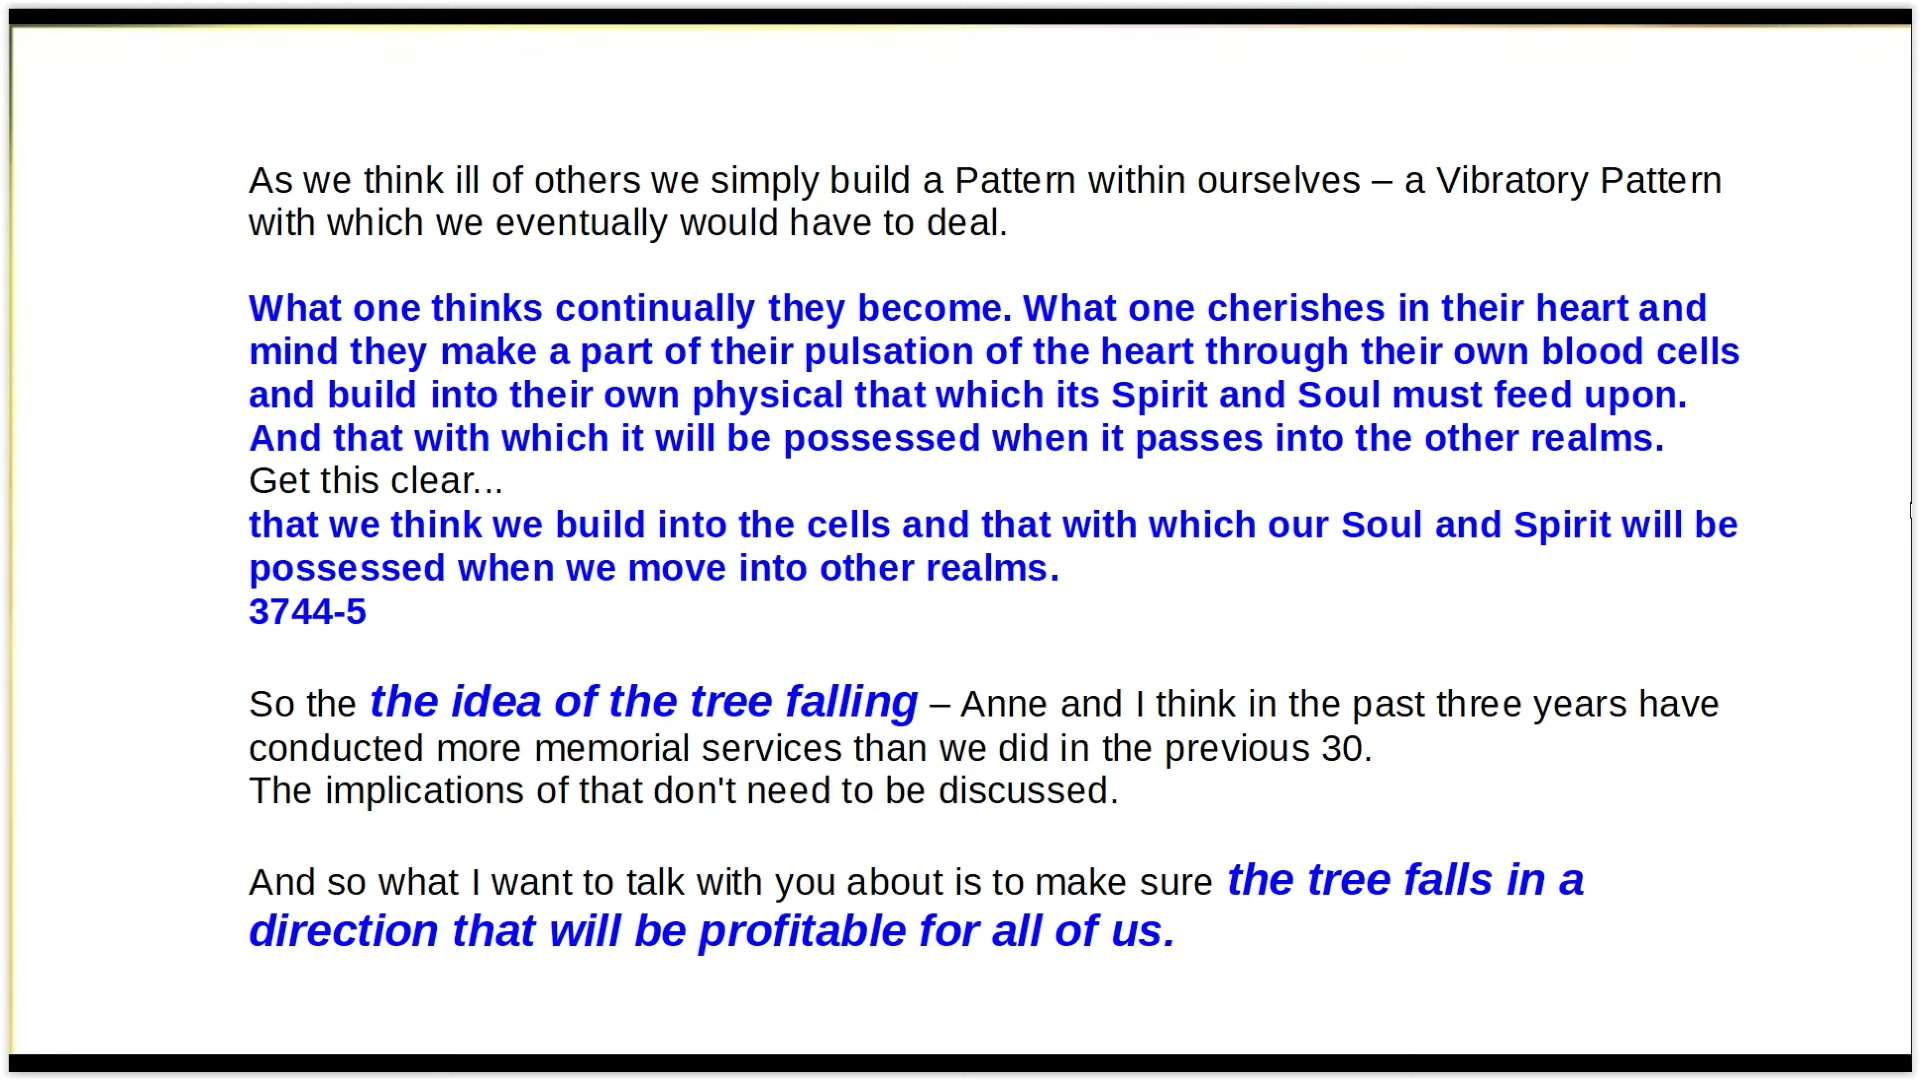 As we think ill of others we simply build a Pattern within ourselves – a Vibratory Pattern
with which we eventually would have to deal.
What one thinks continually they become. What one cherishes in their heart and
mind they make a part of their pulsation of the heart through their own blood cells
and build into their own physical that which its Spirit and Soul must feed upon.
And that with which it will be possessed when it passes into the other realms.
Get this clear...
that we think we build into the cells and that with which our Soul and Spirit will be
possessed when we move into other realms.
3744-5
So the the idea of the tree falling – Anne and I think in the past three years have
conducted more memorial services than we did in the previous 30.
The implications of that don't need to be discussed.
And so what I want to talk with you about is to make sure the tree falls in a
direction that will be profitable for all of us.